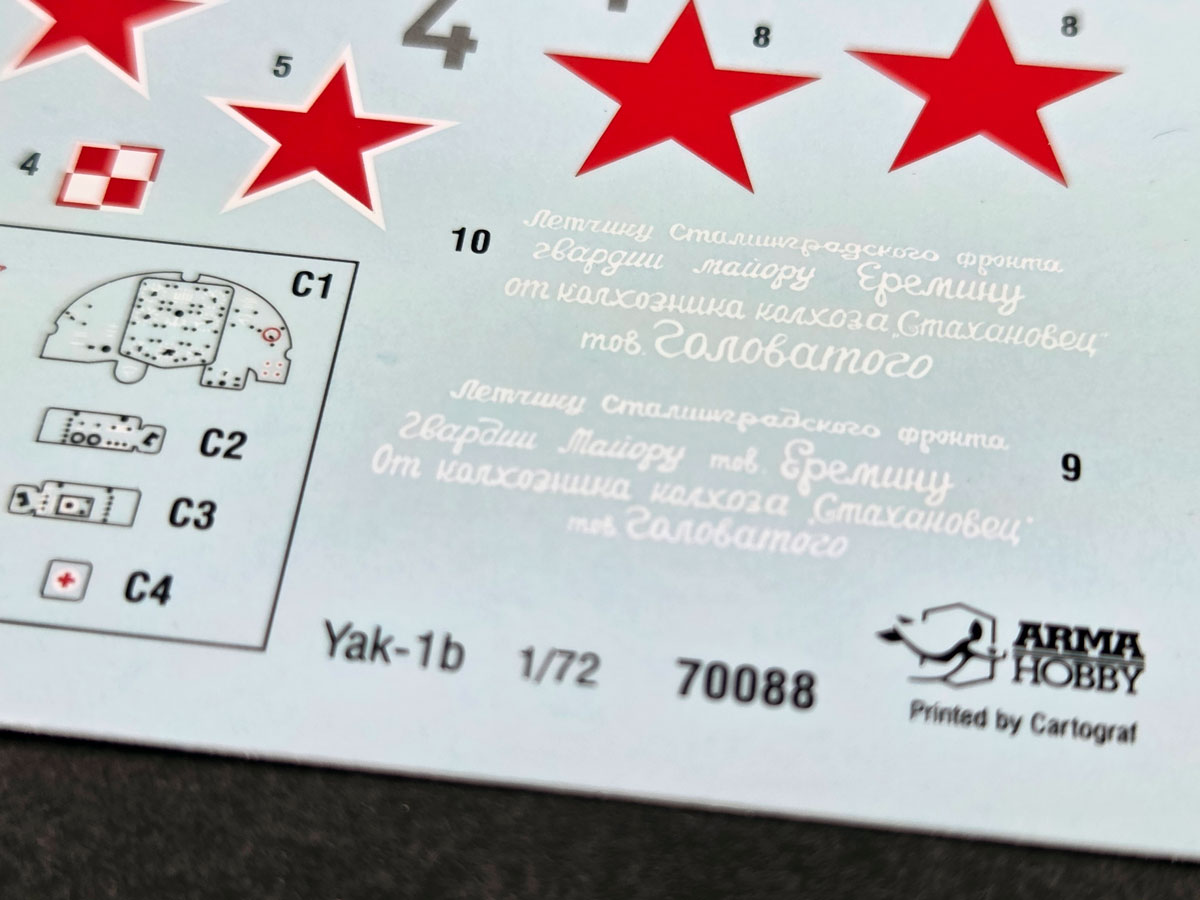 4
8
8
5
4
10
Летчику Сталинградского фронта
гвардии майору Еремину
от колхозника колхоза „Стахановец"
тов. Головатого
C1
Летчику Сталинградского фронта
Гвардии Майору тов. Еремину
От колхозника колхоза "Стахановец"
тов. Головатого
9
C2
C3
C4
Yak-1b 1/72 70088
ARMA
HOBBY
Printed by Cartograf